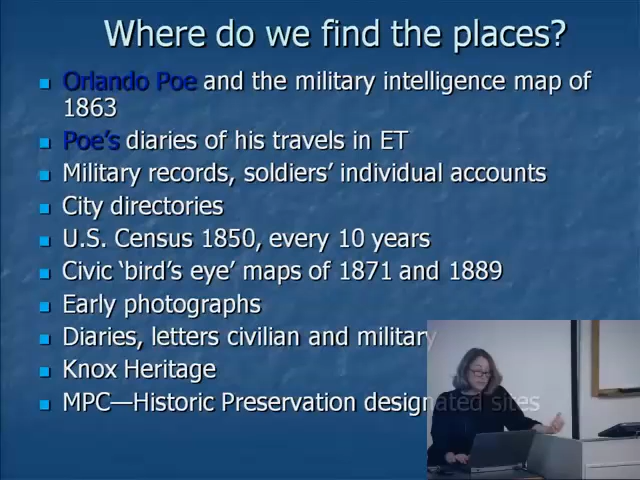 Where do we find the places?
Orlando Poe and the military intelligence map of
1863
Poe's diaries of his travels in ET
Military records, soldiers' individual accounts
City directories
U.S. Census 1850, every 10 years
Civic 'bird's eye' maps of 1871 and 1889
Early photographs
Diaries, letters civilian and military
Knox Heritage
MPC—Historic Preservation designated sites